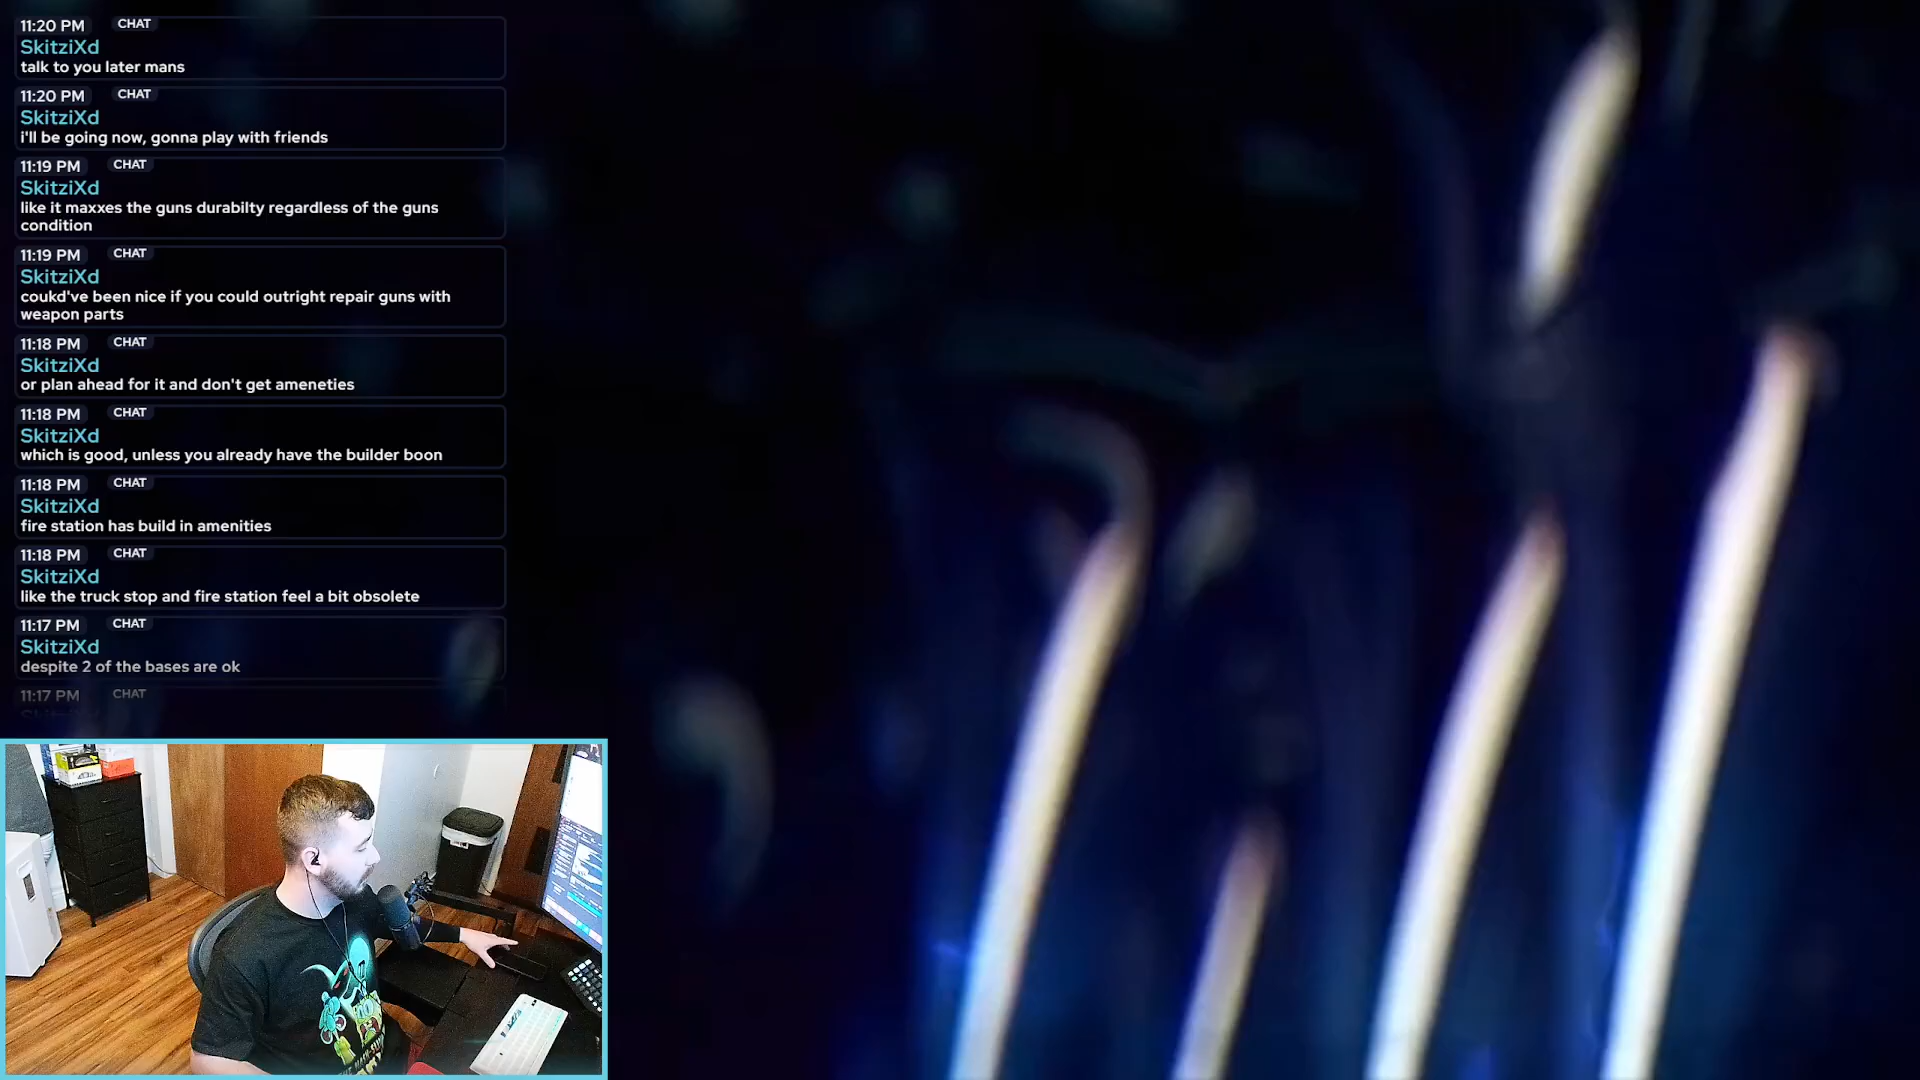 11:20 PM CHAT
SkitziXd
talk to you later mans
11:20 PM CHAT
SkitziXd
i'll be going now, gonna play with friends
11:19 PM CHAT
SkitziXd
like it maxxes the guns durabilty regardless of the guns
condition
11:19 PM CHAT
SkitziXd
coukd've been nice if you could outright repair guns with
weapon parts
11:18 PM CHAT
SkitziXd
or plan ahead for it and don't get ameneties
11:18 PM CHAT
SkitziXd
which is good, unless you already have the builder boon
11:18 PM CHAT
SkitziXd
fire station has build in amenities
11:18 PM CHAT
SkitziXd
like the truck stop and fire station feel a bit obsolete
11:17 PM CHAT
SkitziXd
despite 2 of the bases are ok
11:17 PM CHAT